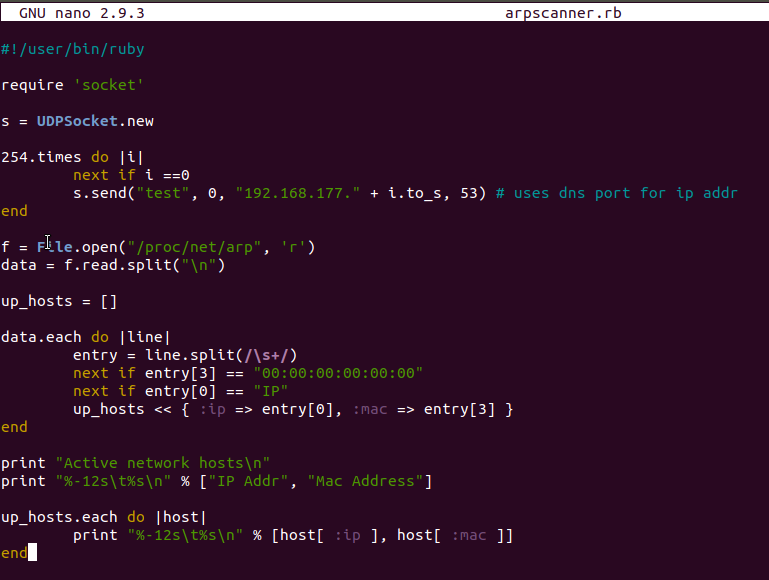 GNU nano 2.9.3 arpscanner.rb
#!/user/bin/ruby
require 'socket'
s = UDPSocket.new
254.times do |i|
next if i ==0
s.send("test", 0, "192.168.177." + i.to_s, 53) # uses dns port for ip addr
end
f = File.open("/proc/net/arp", 'r')
data = f.read.split("\n")
up_hosts = []
data.each do |line|
entry = line.split(/\s+/)
next if entry[3] == "00:00:00:00:00:00"
next if entry[0] == "IP"
up_hosts << { :ip => entry[0], :mac => entry[3] }
end
print "Active network hosts\n"
print "%-12s\t%s\n" % ["IP Addr", "Mac Address"]
up_hosts.each do |host|
print "%-12s\t%s\n" % [host[ :ip ], host[ :mac ]]
end